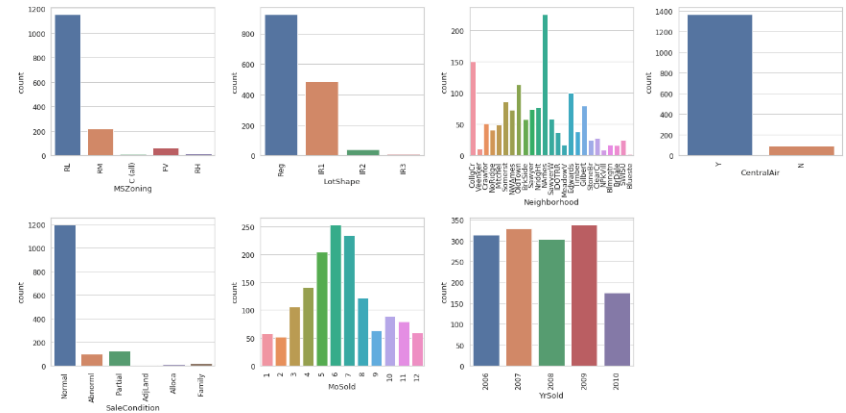 1200
1000
800
600
400
200
0
count
RL
RM
C (all)
FV
RH
MSZoning
800
600
400
200
0
count
Reg
IR1
IR2
IR3
LotShape
200
150
100
50
0
count
CollgCr
Veenker
Crawfor
NoRidge
Mitchel
Somerst
NWAmes
OldTown
BrkSide
Sawyer
NridgHt
NAmes
SawyerW
IDOTRR
MeadowV
Edwards
Timber
Gilbert
StoneBr
ClearCr
NPkVill
Blmngtn
BrDale
SWISU
Blueste
Neighborhood
1400
1200
1000
800
600
400
200
0
count
Y
N
CentralAir
1200
1000
800
600
400
200
0
count
Normal
Abnorml
Partial
AdjLand
Alloca
Family
SaleCondition
250
200
150
100
50
0
count
1
2
3
4
5
6
7
8
9
10
11
12
MoSold
350
300
250
200
150
100
50
0
count
2006
2007
2008
2009
2010
YrSold